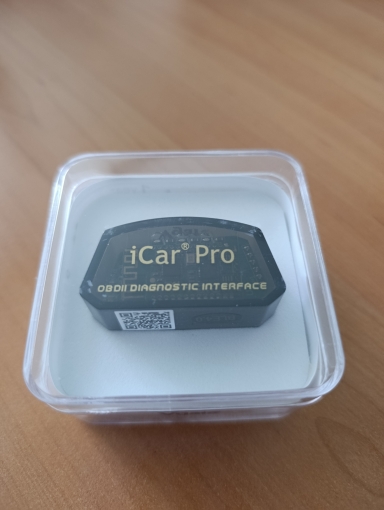 iCar® Pro
OBDII DIAGNOSTIC INTERFACE